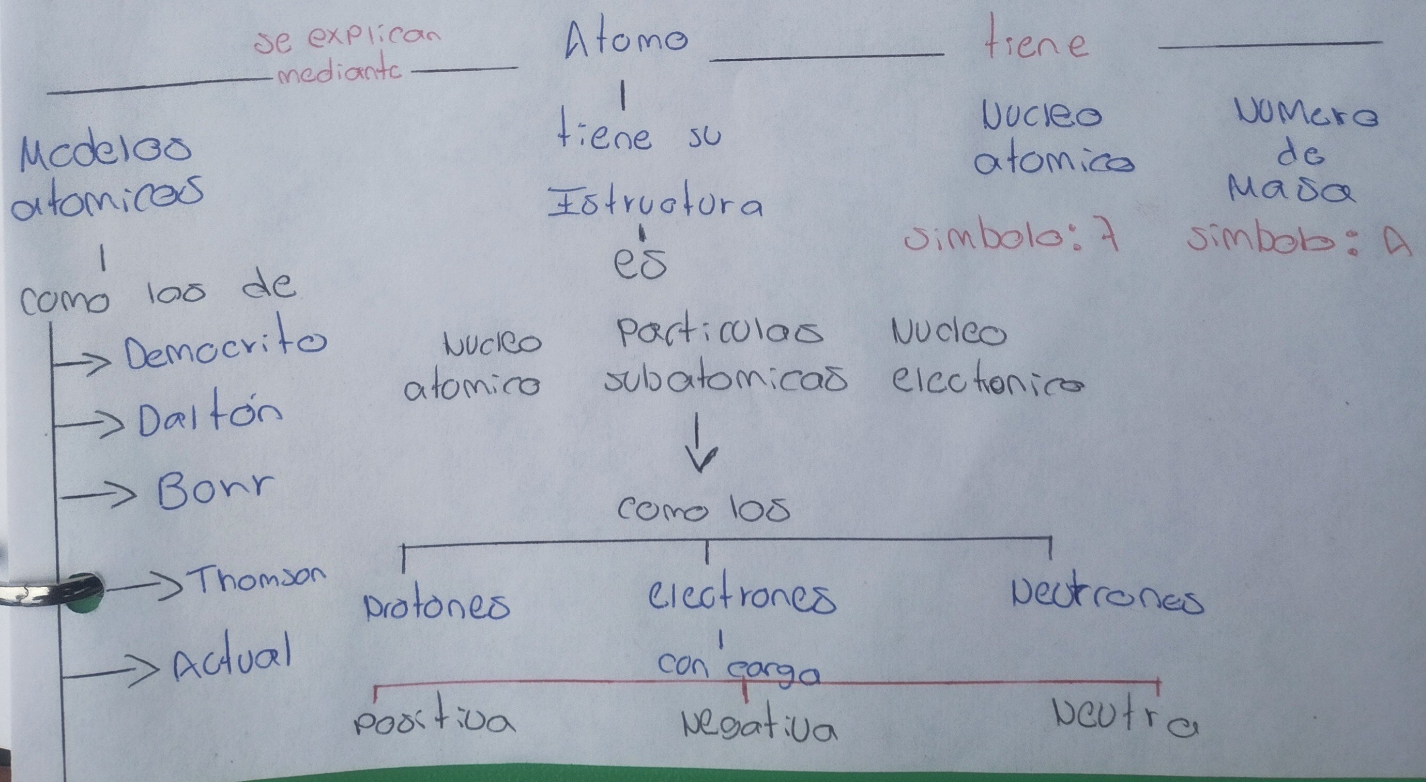 se explican
mediante
Atomo
tiene
Modelos
atomicos
como los de
Democrito
Daltón
Bohr
Thomson
Actual
tiene su
Estructura
es
Nucleo
atomico
Particulas
subatomicas
Nucleo
electonico
como los
protones
electrones
Neutrones
con carga
positiva
Negativa
Neutra
Nucleo
atomico
simbolo: z
Numero
de
Masa
simbolo: A